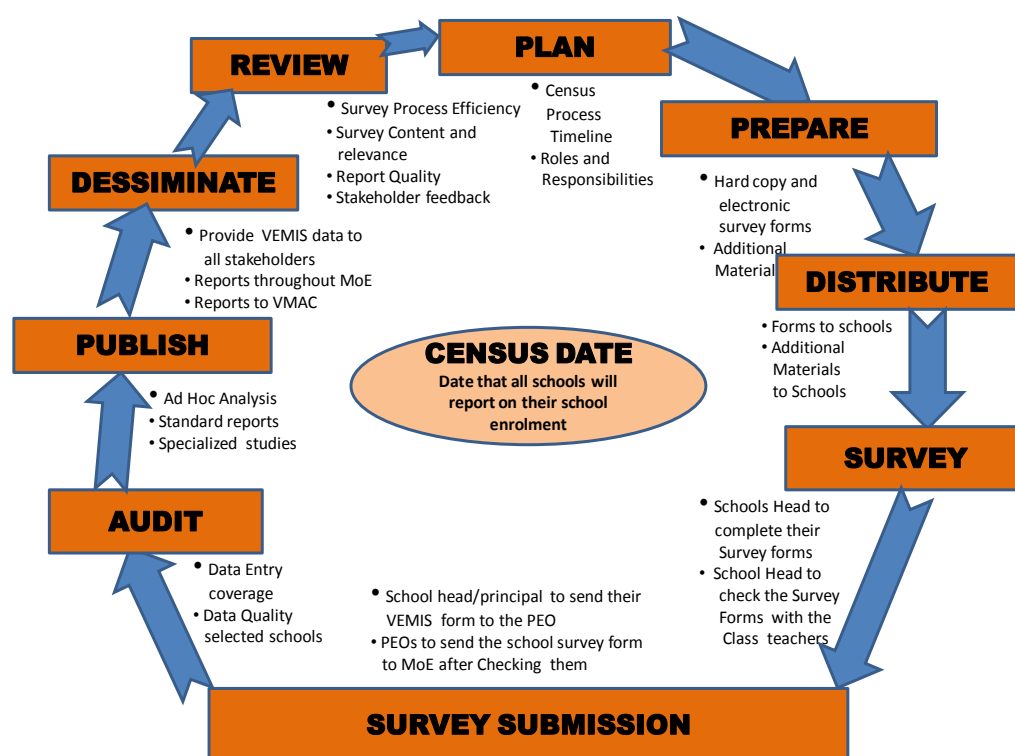 PLAN
• Census
Process
Timeline
• Roles and
Responsibilities
PREPARE
• Hard copy and
electronic
survey forms
• Additional
Material
DISTRIBUTE
• Forms to schools
• Additional
Materials
to Schools
SURVEY
• Schools Head to
complete their
Survey forms
• School Head to
check the Survey
Forms with the
Class teachers
SURVEY SUBMISSION
• School head/principal to send their
VEMIS form to the PEO
• PEOs to send the school survey form
to MoE after Checking them
AUDIT
• Data Entry
coverage
• Data Quality
selected schools
PUBLISH
• Ad Hoc Analysis
• Standard reports
• Specialized studies
DESSIMINATE
• Provide VEMIS data to
all stakeholders
• Reports throughout MoE
• Reports to VMAC
REVIEW
• Survey Process Efficiency
• Survey Content and
relevance
• Report Quality
• Stakeholder feedback
CENSUS DATE
Date that all schools will
report on their school
enrolment